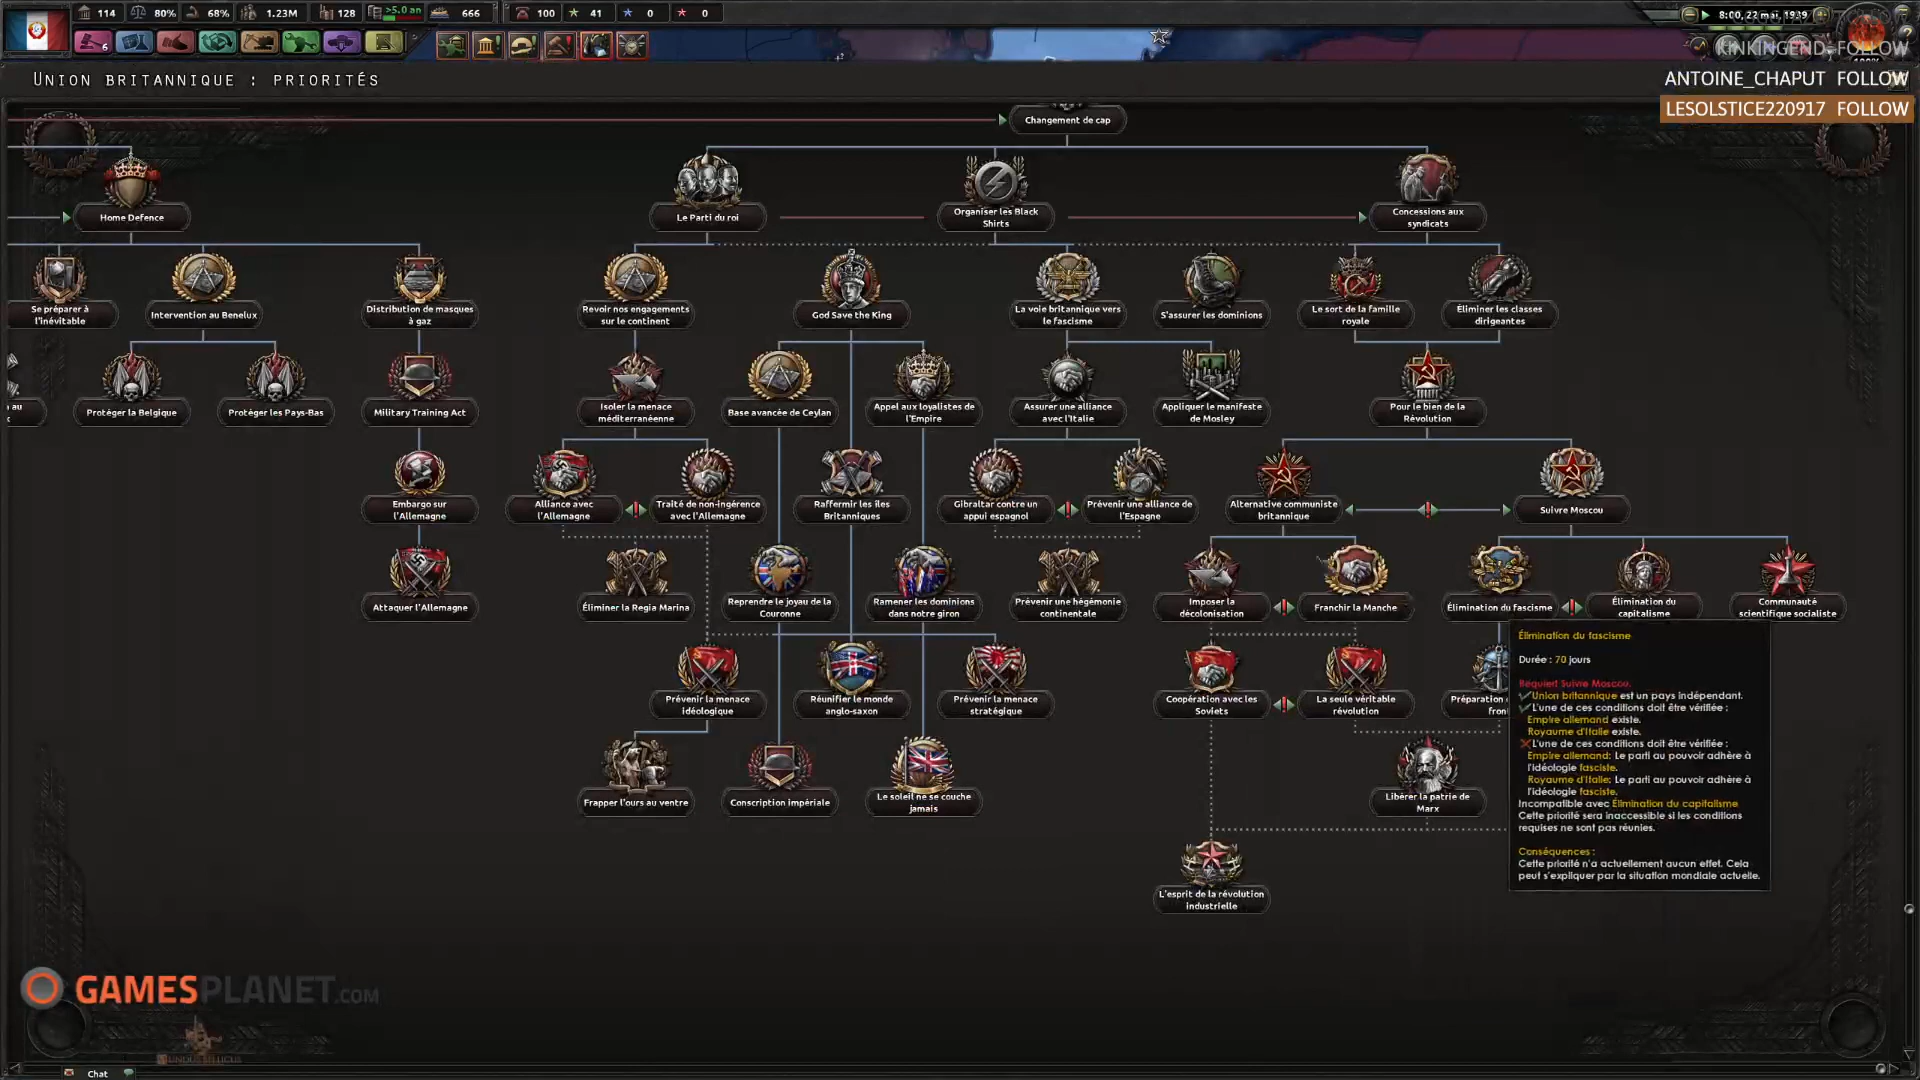 114 80% 68% 1.23M 128 >5.0 an 666 100 41 0 0
8:00, 22 mai, 1939
6
KINKINGEND FOLLOW
UNION BRITANNIQUE : PRIORITÉS
ANTOINE_CHAPUT FOLLOW
LESOLSTICE220917 FOLLOW
Changement de cap
Home Defence
Le Parti du roi
Organiser les Black
Shirts
Concessions aux
syndicats
Se préparer à
l'inévitable
Intervention au Benelux
Distribution de masques
à gaz
Revoir nos engagements
sur le continent
God Save the King
La voie britannique vers
le fascisme
S'assurer les dominions
Le sort de la famille
royale
Éliminer les classes
dirigeantes
au
Protéger la Belgique
Protéger les Pays-Bas
Military Training Act
Isoler la menace
méditerranéenne
Base avancée de Ceylan
Appel aux loyalistes de
l'Empire
Assurer une alliance
avec l'Italie
Appliquer le manifeste
de Mosley
Pour le bien de la
Révolution
Embargo sur
l'Allemagne
Alliance avec
l'Allemagne
Traité de non-ingérence
avec l'Allemagne
Raffermir les îles
Britanniques
Gibraltar contre un
appui espagnol
Prévenir une alliance de
l'Espagne
Alternative communiste
britannique
Suivre Moscou
Attaquer l'Allemagne
Éliminer la Regia Marina
Reprendre le joyau de la
Couronne
Ramener les dominions
dans notre giron
Prévenir une hégémonie
continentale
Imposer la
décolonisation
Franchir la Manche
Élimination du fascisme
Élimination du
capitalisme
Communauté
scientifique socialiste
Prévenir la menace
idéologique
Réunifier le monde
anglo-saxon
Prévenir la menace
stratégique
Coopération avec les
Soviets
La seule véritable
révolution
Préparation
fron
Frapper l'ours au ventre
Conscription impériale
Le soleil ne se couche
jamais
Libérer la patrie de
Marx
L'esprit de la révolution
industrielle
Élimination du fascisme
Durée : 70 jours
Requiert Suivre Moscou.
Union britannique est un pays indépendant.
L'une de ces conditions doit être vérifiée :
Empire allemand existe.
Royaume d'Italie existe.
L'une de ces conditions doit être vérifiée :
Empire allemand: Le parti au pouvoir adhère à
l'idéologie fasciste.
Royaume d'Italie: Le parti au pouvoir adhère à
l'idéologie fasciste.
Incompatible avec Élimination du capitalisme
Cette priorité sera inaccessible si les conditions
requises ne sont pas réunies.
Conséquences :
Cette priorité n'a actuellement aucun effet. Cela
peut s'expliquer par la situation mondiale actuelle.
GAMESPLANET.COM
Chat